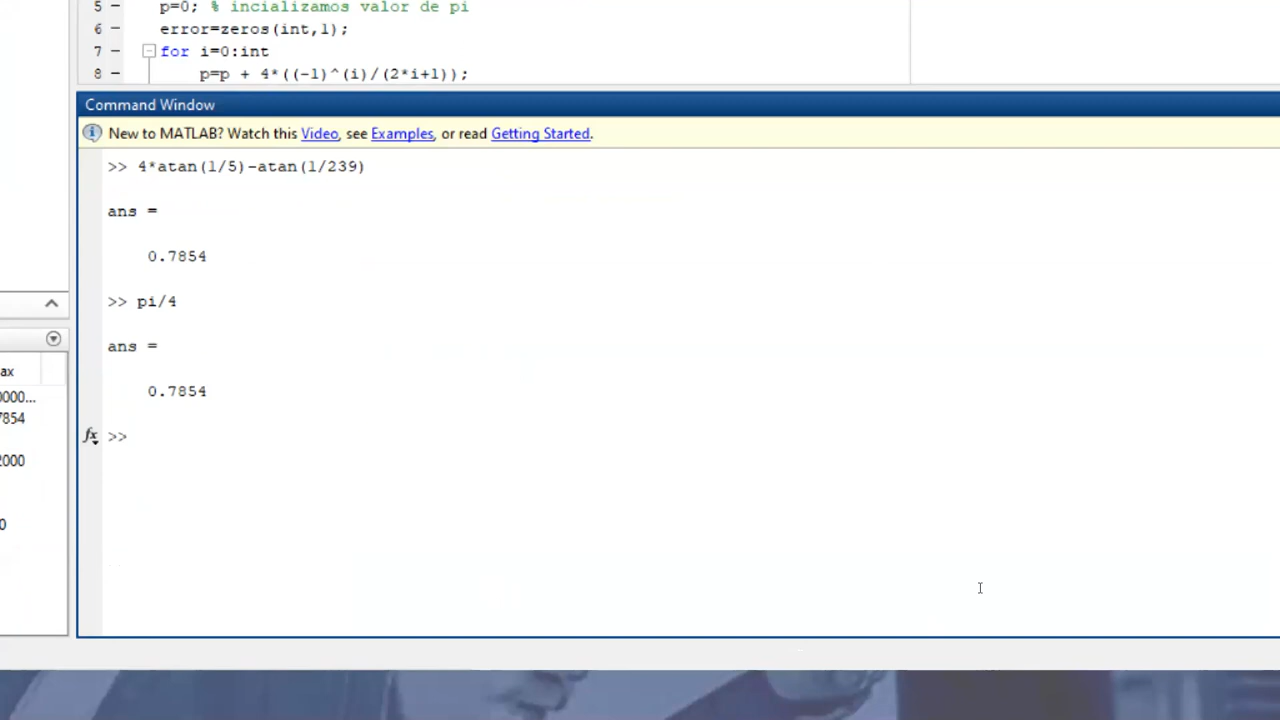 5 - p=0; % incializamos valor de pi
6 - error=zeros(int,1);
7 - for i=0:int
8 - p=p + 4*((-1)^(i)/(2*i+1));
Command Window
New to MATLAB? Watch this Video, see Examples, or read Getting Started.
>> 4*atan(1/5)-atan(1/239)
ans =
0.7854
>> pi/4
ans =
0.7854
fx >>
ax
0000...
7854
2000
0